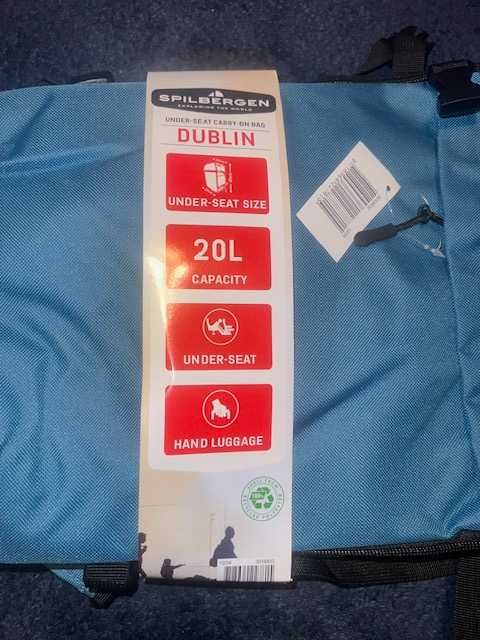 SPILBERGEN
EXPLORING THE WORLD
UNDER-SEAT CARRY-ON BAG
DUBLIN
UNDER-SEAT SIZE
20L
CAPACITY
UNDER-SEAT
HAND LUGGAGE